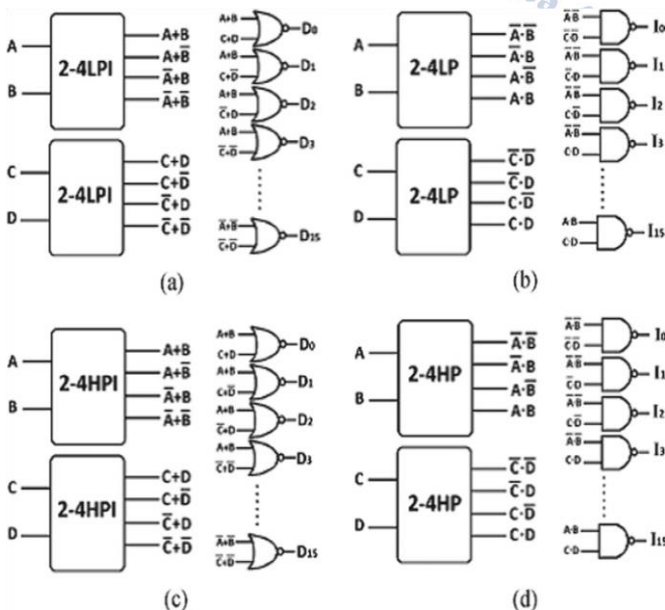 A
B
2-4LPI
A+B
A+B̅
A̅+B
A̅+B̅
C
D
2-4LPI
C+D
C+D̅
C̅+D
C̅+D̅
A+B
C+D
D0
A+B
C+D̅
D1
A+B
C̅+D
D2
A+B
C̅+D̅
D3
A̅+B̅
C̅+D̅
D15
(a)
A
B
2-4LP
A̅·B̅
A̅·B
A·B̅
A·B
C
D
2-4LP
C̅·D̅
C̅·D
C·D̅
C·D
A̅·B̅
C̅·D̅
I0
A̅·B̅
C̅·D
I1
A̅·B̅
C·D̅
I2
A̅·B̅
C·D
I3
A·B
C·D
I15
(b)
A
B
2-4HPI
A+B
A+B̅
A̅+B
A̅+B̅
C
D
2-4HPI
C+D
C+D̅
C̅+D
C̅+D̅
A+B
C+D
D0
A+B
C+D̅
D1
A+B
C̅+D
D2
A+B
C̅+D̅
D3
A̅+B̅
C̅+D̅
D15
(c)
A
B
2-4HP
A̅·B̅
A̅·B
A·B̅
A·B
C
D
2-4HP
C̅·D̅
C̅·D
C·D̅
C·D
A̅·B̅
C̅·D̅
I0
A̅·B̅
C̅·D
I1
A̅·B̅
C·D̅
I2
A̅·B̅
C·D
I3
A·B
C·D
I15
(d)